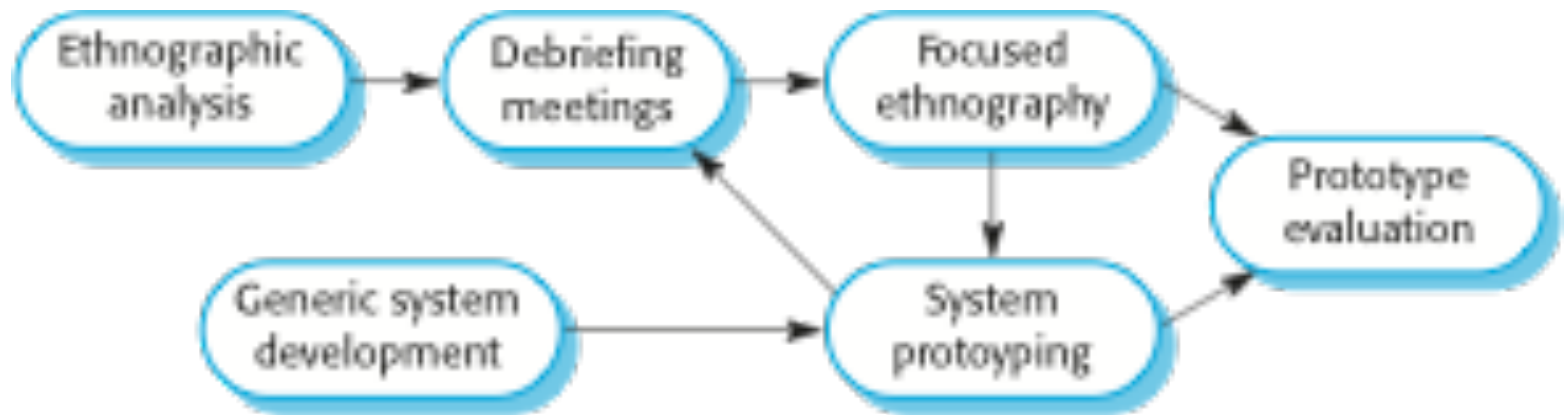 Ethnographic
analysis
Debriefing
meetings
Focused
ethnography
Prototype
evaluation
Generic system
development
System
protoyping